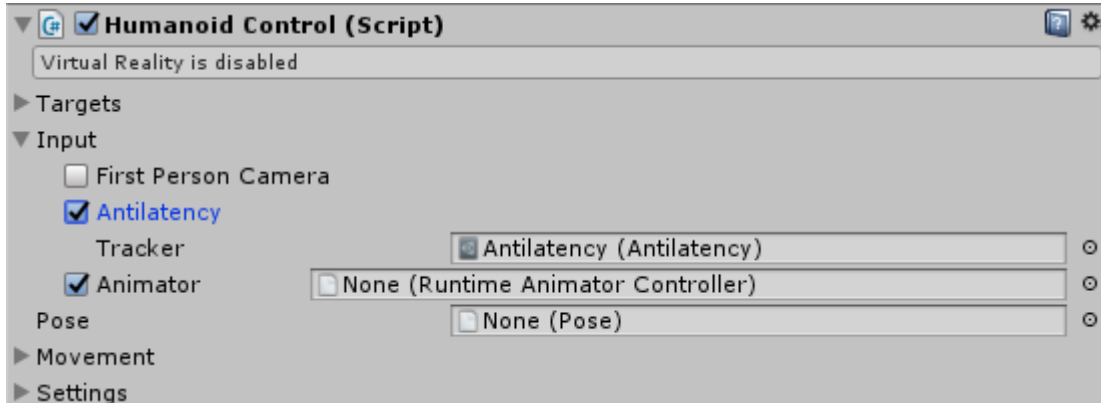 Humanoid Control (Script)
Virtual Reality is disabled
Targets
Input
First Person Camera
Antilatency
Tracker Antilatency (Antilatency)
Animator None (Runtime Animator Controller)
Pose None (Pose)
Movement
Settings